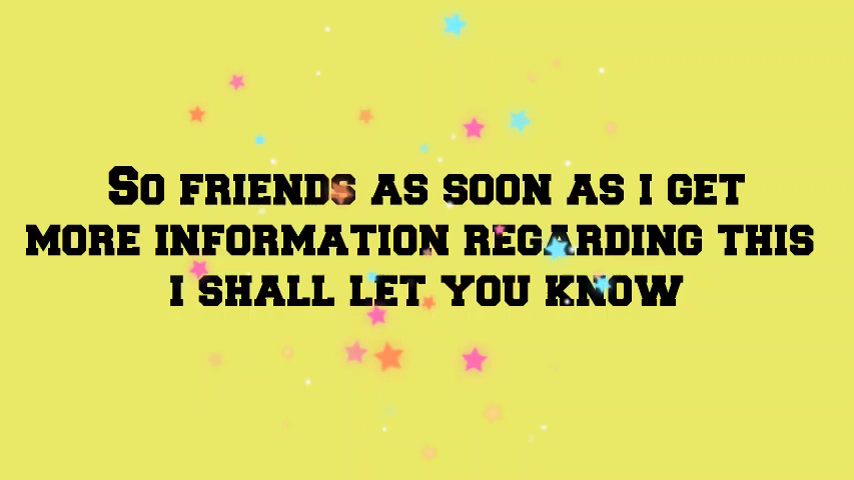 So friends as soon as i get
more information regarding this
i shall let you know